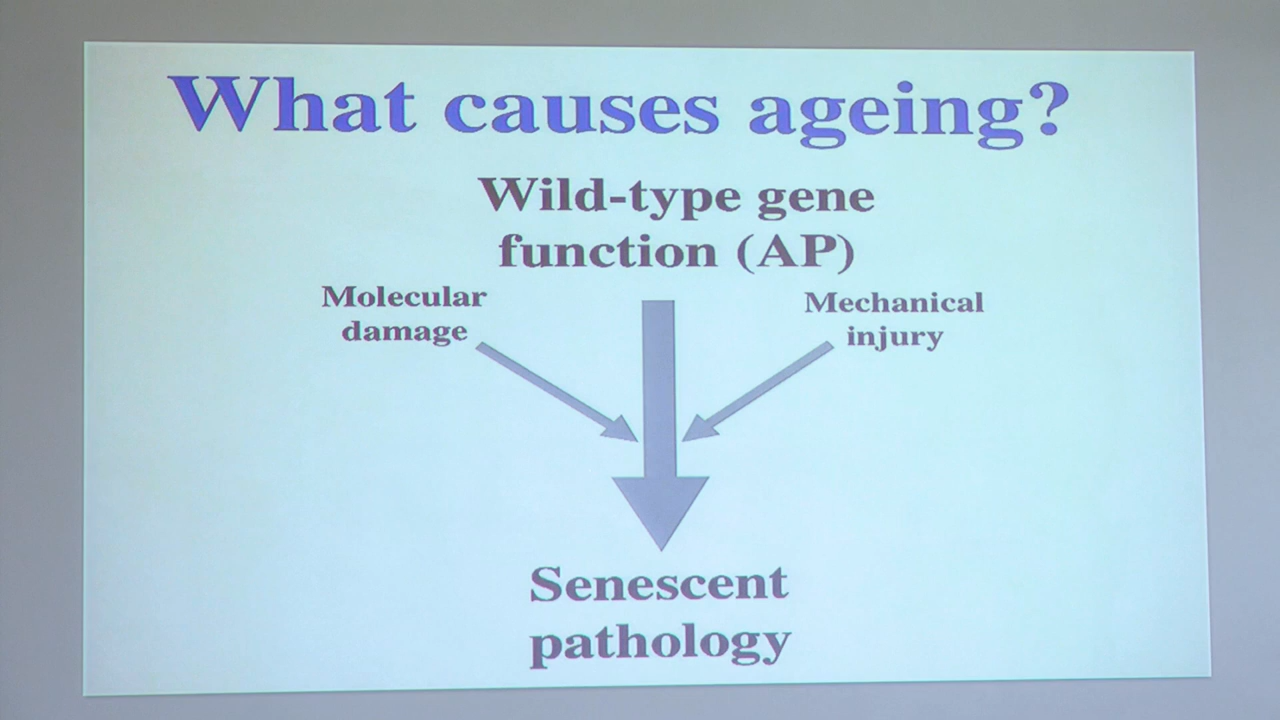 What causes ageing?
Wild-type gene
function (AP)
Molecular
damage
Mechanical
injury
Senescent
pathology